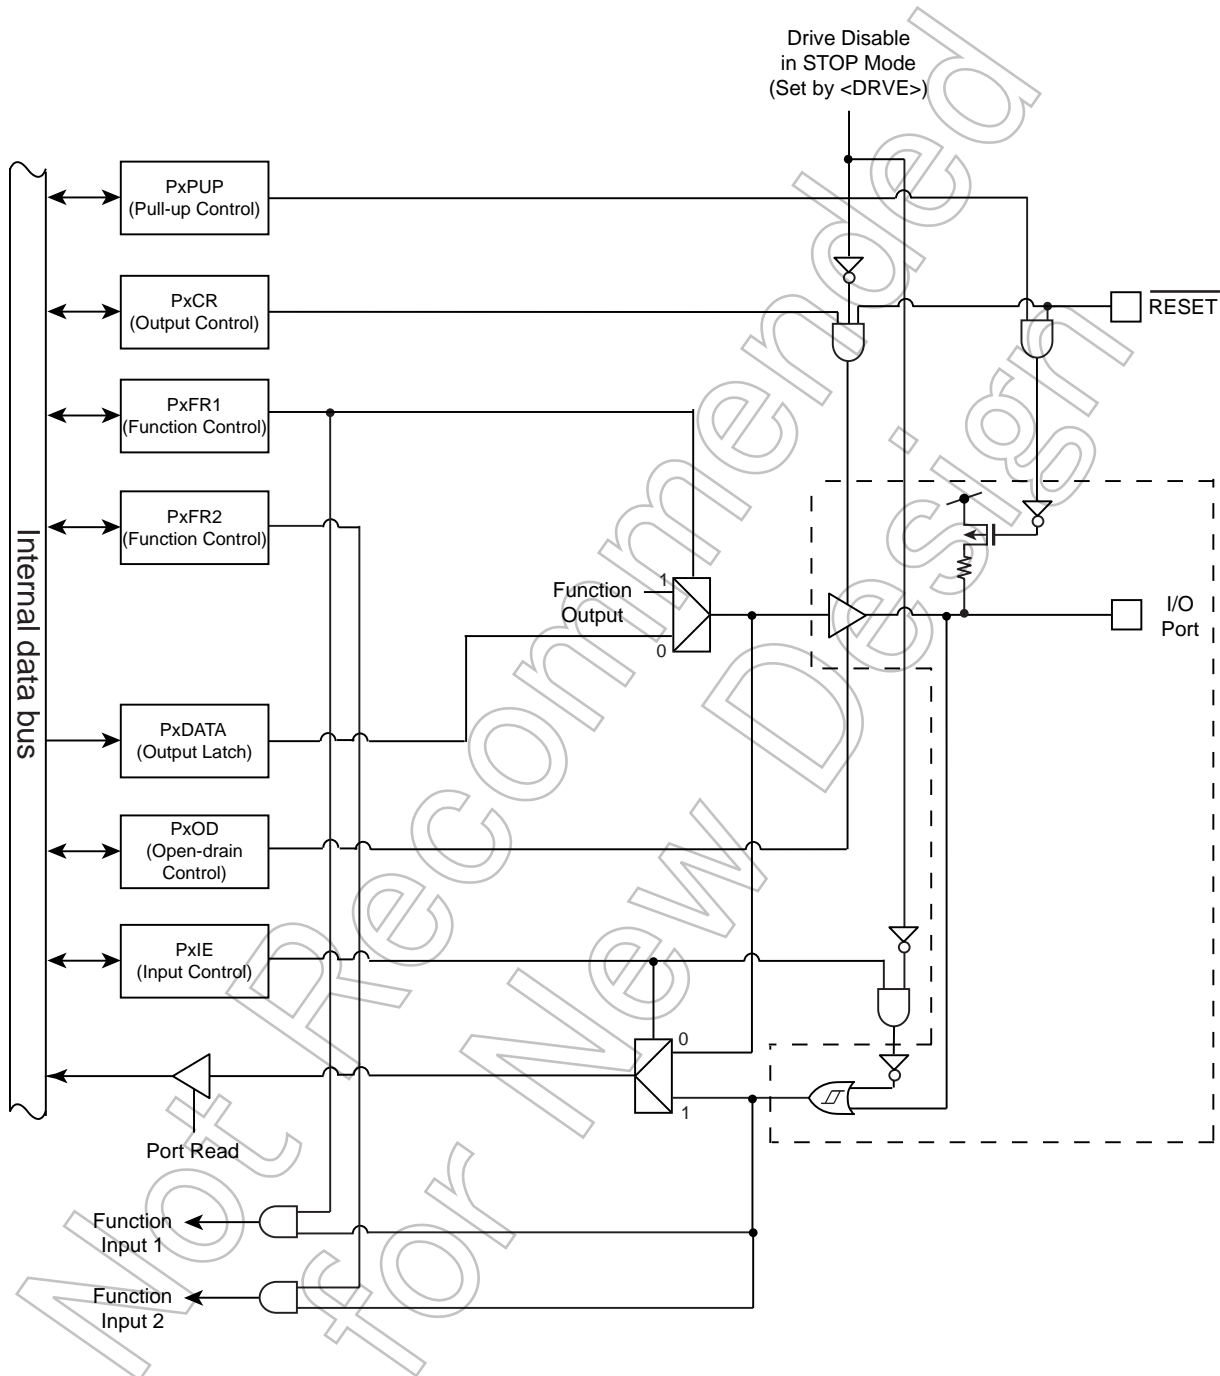 Drive Disable
in STOP Mode
(Set by <DRVE>)
PxPUP
(Pull-up Control)
PxCR
(Output Control)
RESET
PxFR1
(Function Control)
PxFR2
(Function Control)
Internal data bus
1
Function
Output
0
I/O
Port
PxDATA
(Output Latch)
PxOD
(Open-drain
Control)
PxIE
(Input Control)
0
1
Port Read
Function
Input 1
Function
Input 2
Not Recommended
for New Design